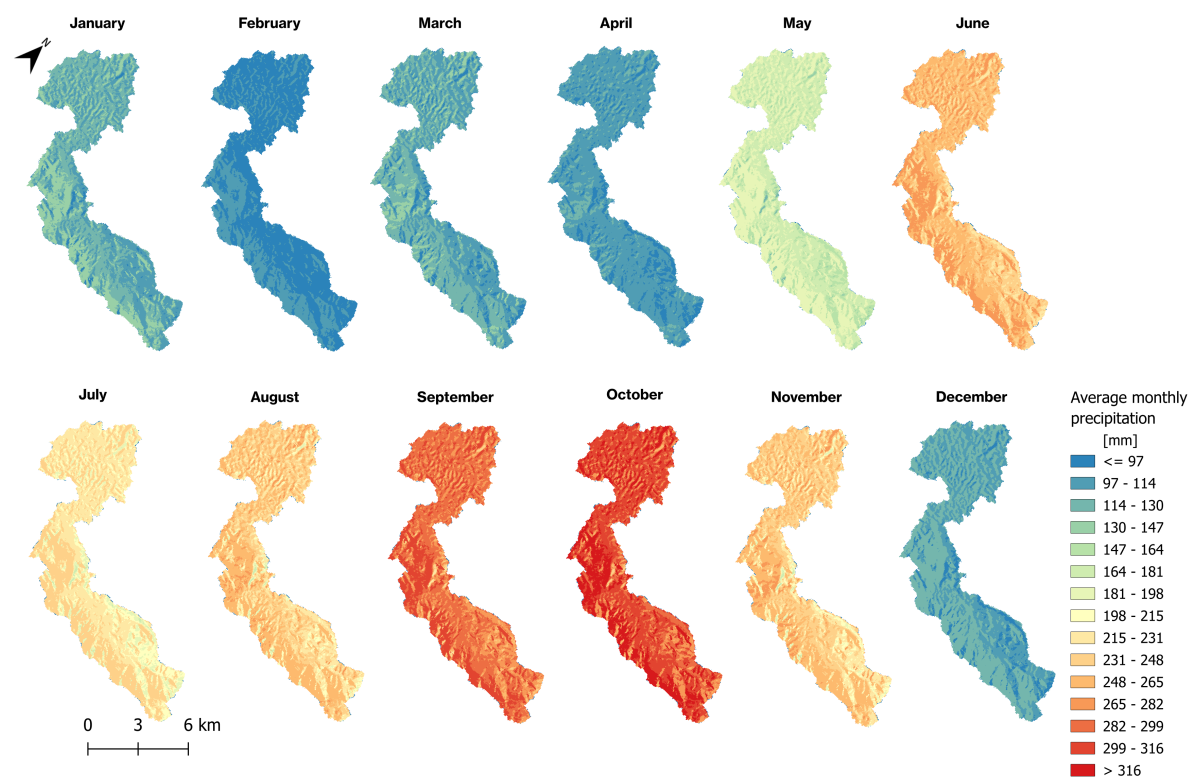 January
February
March
April
May
June
N
July
August
September
October
November
December
Average monthly
precipitation
[mm]
<= 97
97 - 114
114 - 130
130 - 147
147 - 164
164 - 181
181 - 198
198 - 215
215 - 231
231 - 248
248 - 265
265 - 282
282 - 299
299 - 316
> 316
0 3 6 km